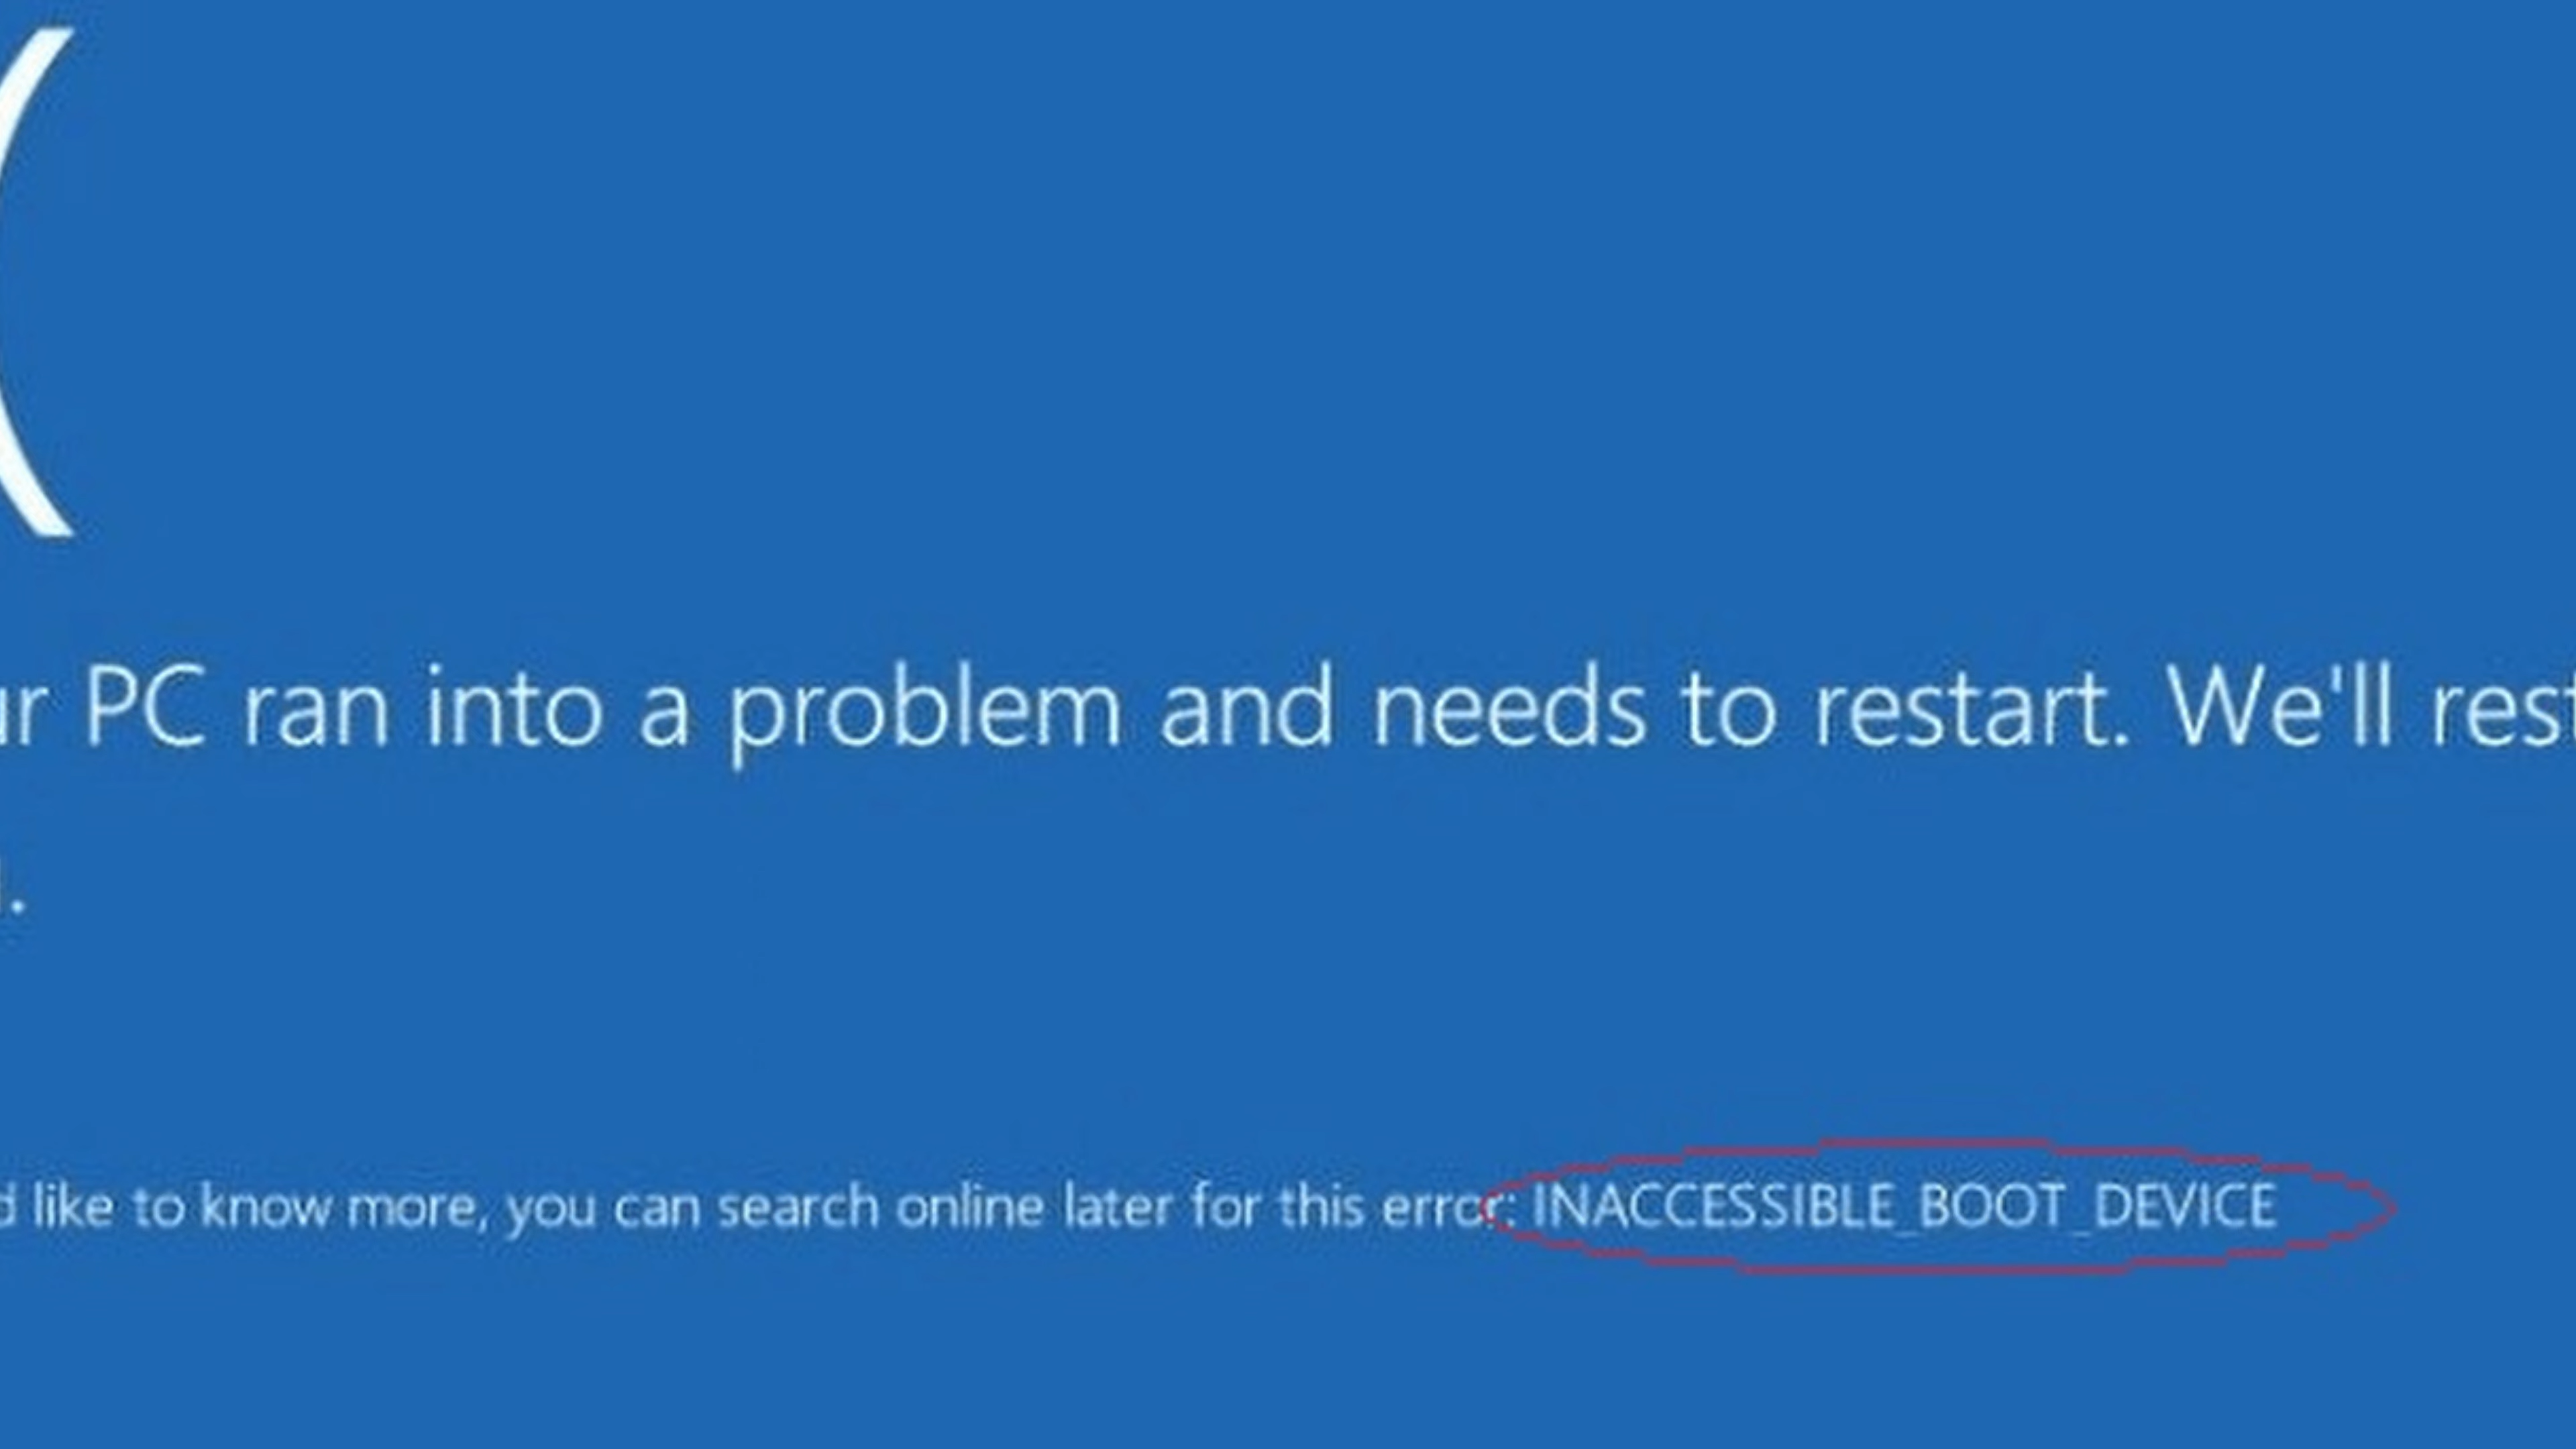 (
ur PC ran into a problem and needs to restart. We'll rest
.
d like to know more, you can search online later for this error: INACCESSIBLE_BOOT_DEVICE